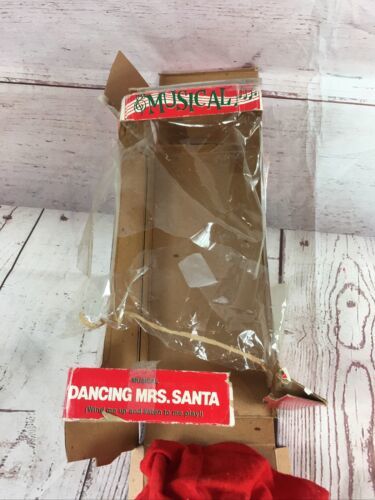 MUSICAL
MUSICAL
DANCING MRS. SANTA
(Wind me up and listen to me play!)